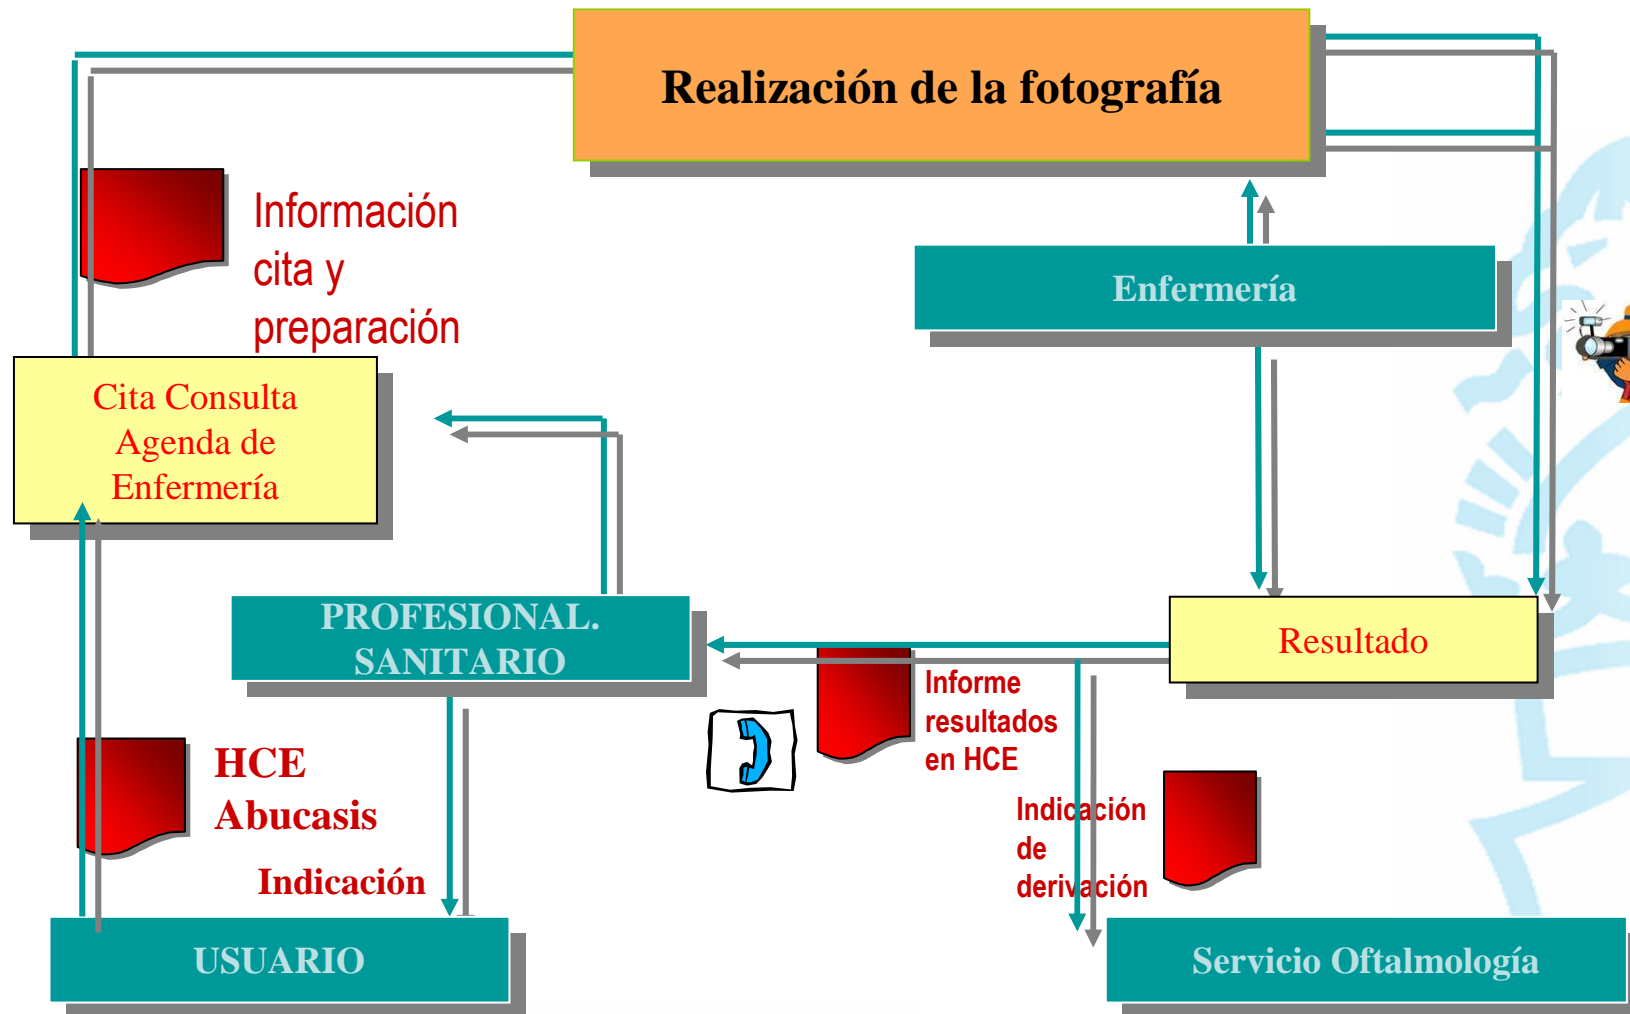 Realización de la fotografía
Información
cita y
preparación
Enfermería
Cita Consulta
Agenda de
Enfermería
PROFESIONAL.
SANITARIO
Resultado
Informe
resultados
en HCE
HCE
Abucasis
Indicación
de
derivación
Indicación
USUARIO
Servicio Oftalmología